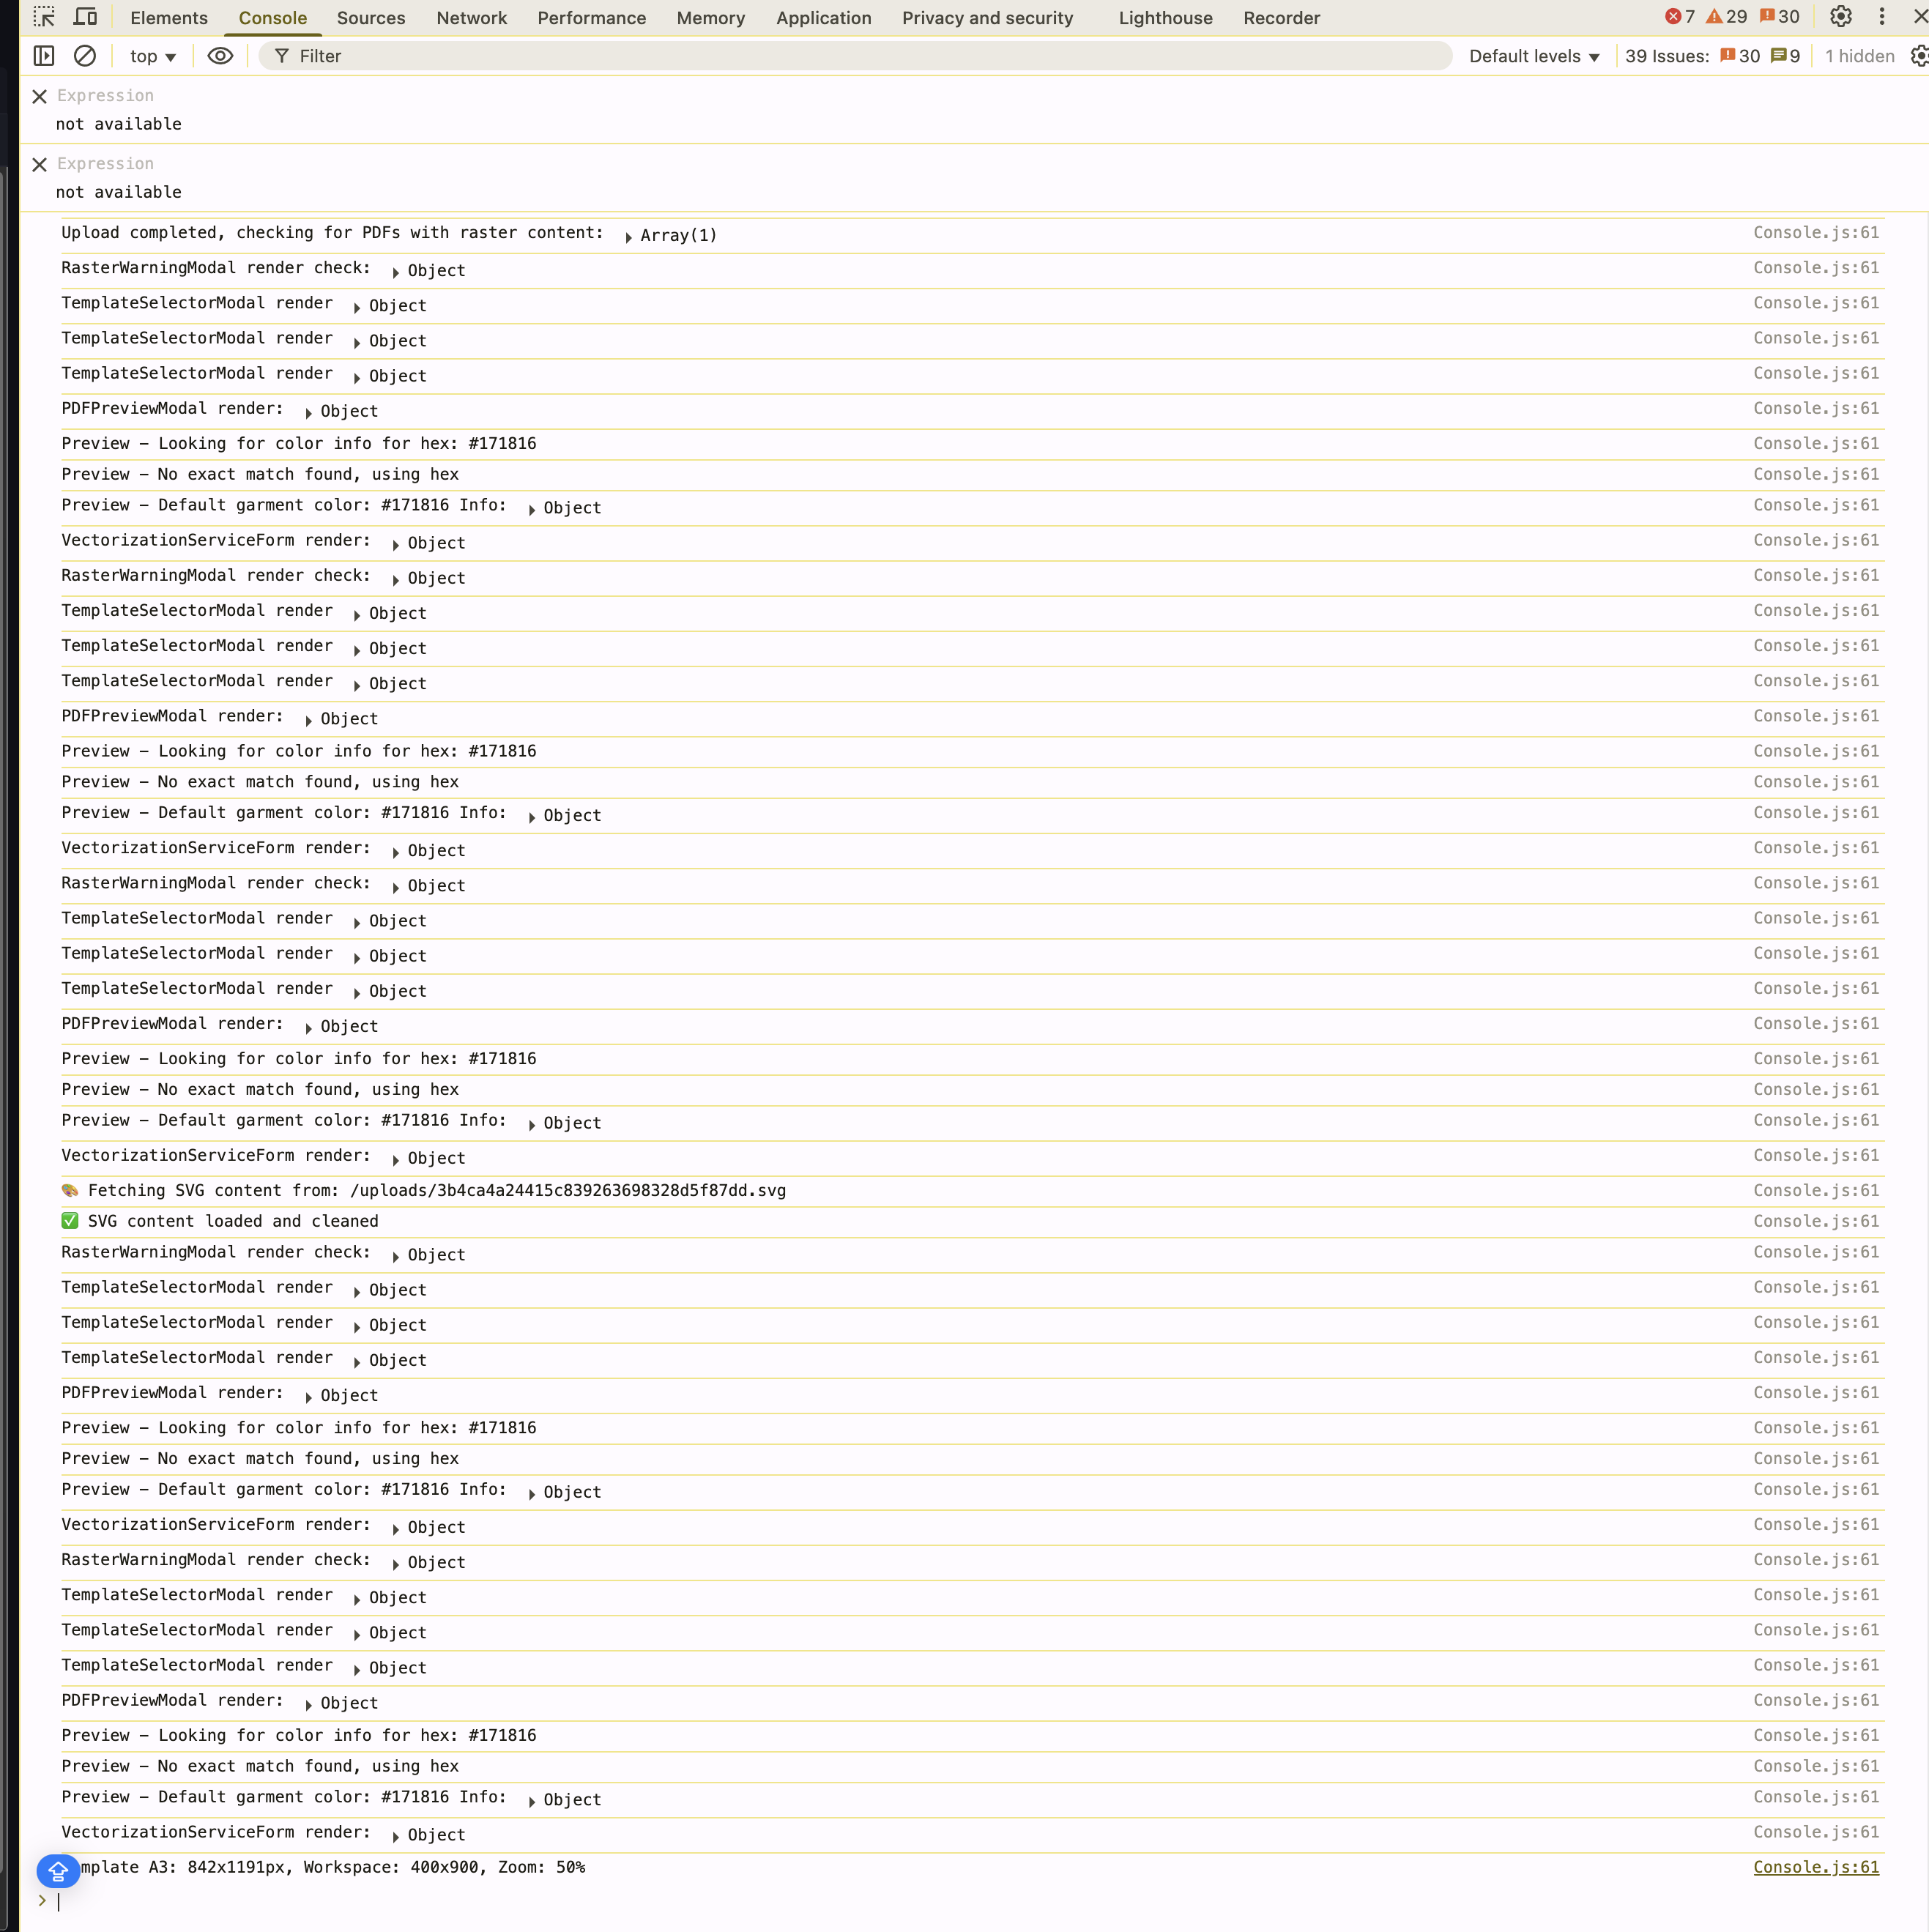 Elements Console Sources Network Performance Memory Application Privacy and security Lighthouse Recorder 7 29 30
top Filter Default levels 39 Issues: 30 9 1 hidden
Expression
not available
Expression
not available
Upload completed, checking for PDFs with raster content: Array(1) Console.js:61
RasterWarningModal render check: Object Console.js:61
TemplateSelectorModal render Object Console.js:61
TemplateSelectorModal render Object Console.js:61
TemplateSelectorModal render Object Console.js:61
PDFPreviewModal render: Object Console.js:61
Preview – Looking for color info for hex: #171816 Console.js:61
Preview – No exact match found, using hex Console.js:61
Preview – Default garment color: #171816 Info: Object Console.js:61
VectorizationServiceForm render: Object Console.js:61
RasterWarningModal render check: Object Console.js:61
TemplateSelectorModal render Object Console.js:61
TemplateSelectorModal render Object Console.js:61
TemplateSelectorModal render Object Console.js:61
PDFPreviewModal render: Object Console.js:61
Preview – Looking for color info for hex: #171816 Console.js:61
Preview – No exact match found, using hex Console.js:61
Preview – Default garment color: #171816 Info: Object Console.js:61
VectorizationServiceForm render: Object Console.js:61
RasterWarningModal render check: Object Console.js:61
TemplateSelectorModal render Object Console.js:61
TemplateSelectorModal render Object Console.js:61
TemplateSelectorModal render Object Console.js:61
PDFPreviewModal render: Object Console.js:61
Preview – Looking for color info for hex: #171816 Console.js:61
Preview – No exact match found, using hex Console.js:61
Preview – Default garment color: #171816 Info: Object Console.js:61
VectorizationServiceForm render: Object Console.js:61
🎨 Fetching SVG content from: /uploads/3b4ca4a24415c839263698328d5f87dd.svg Console.js:61
✅ SVG content loaded and cleaned Console.js:61
RasterWarningModal render check: Object Console.js:61
TemplateSelectorModal render Object Console.js:61
TemplateSelectorModal render Object Console.js:61
TemplateSelectorModal render Object Console.js:61
PDFPreviewModal render: Object Console.js:61
Preview – Looking for color info for hex: #171816 Console.js:61
Preview – No exact match found, using hex Console.js:61
Preview – Default garment color: #171816 Info: Object Console.js:61
VectorizationServiceForm render: Object Console.js:61
RasterWarningModal render check: Object Console.js:61
TemplateSelectorModal render Object Console.js:61
TemplateSelectorModal render Object Console.js:61
TemplateSelectorModal render Object Console.js:61
PDFPreviewModal render: Object Console.js:61
Preview – Looking for color info for hex: #171816 Console.js:61
Preview – No exact match found, using hex Console.js:61
Preview – Default garment color: #171816 Info: Object Console.js:61
VectorizationServiceForm render: Object Console.js:61
mplate A3: 842x1191px, Workspace: 400x900, Zoom: 50% Console.js:61